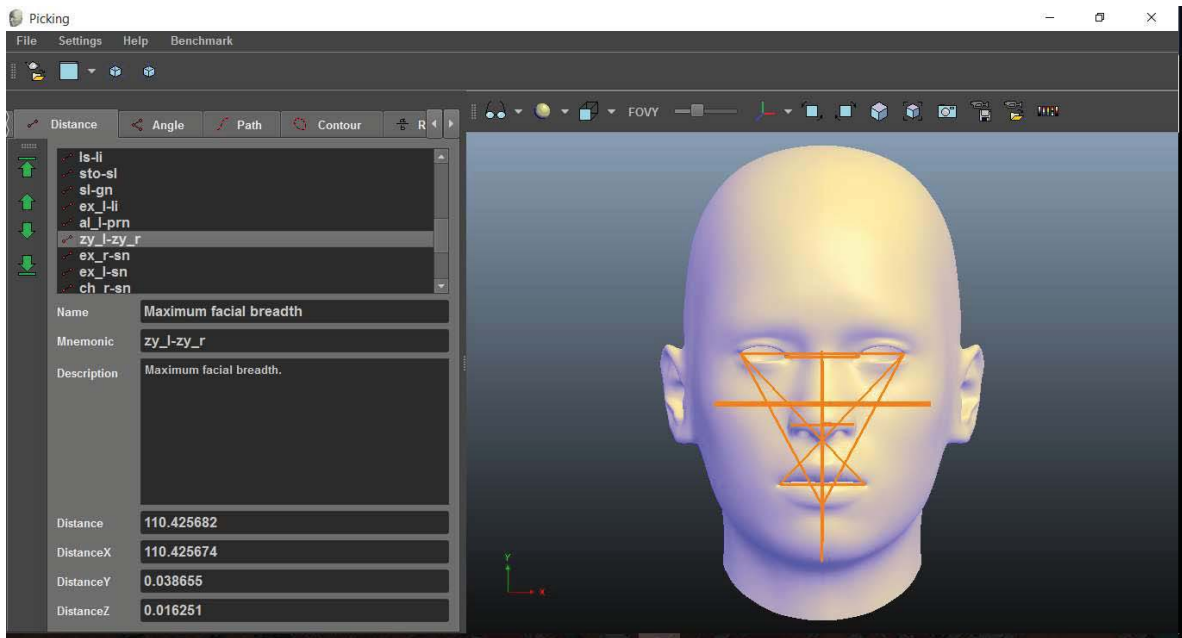 Picking
File Settings Help Benchmark
FOVY
Distance Angle Path Contour R
ls-li
sto-sl
sl-gn
ex_l-li
al_l-prn
zy_l-zy_r
ex_r-sn
ex_l-sn
ch_r-sn
Name Maximum facial breadth
Mnemonic zy_l-zy_r
Description Maximum facial breadth.
Distance 110.425682
DistanceX 110.425674
DistanceY 0.038655
DistanceZ 0.016251
Y
X